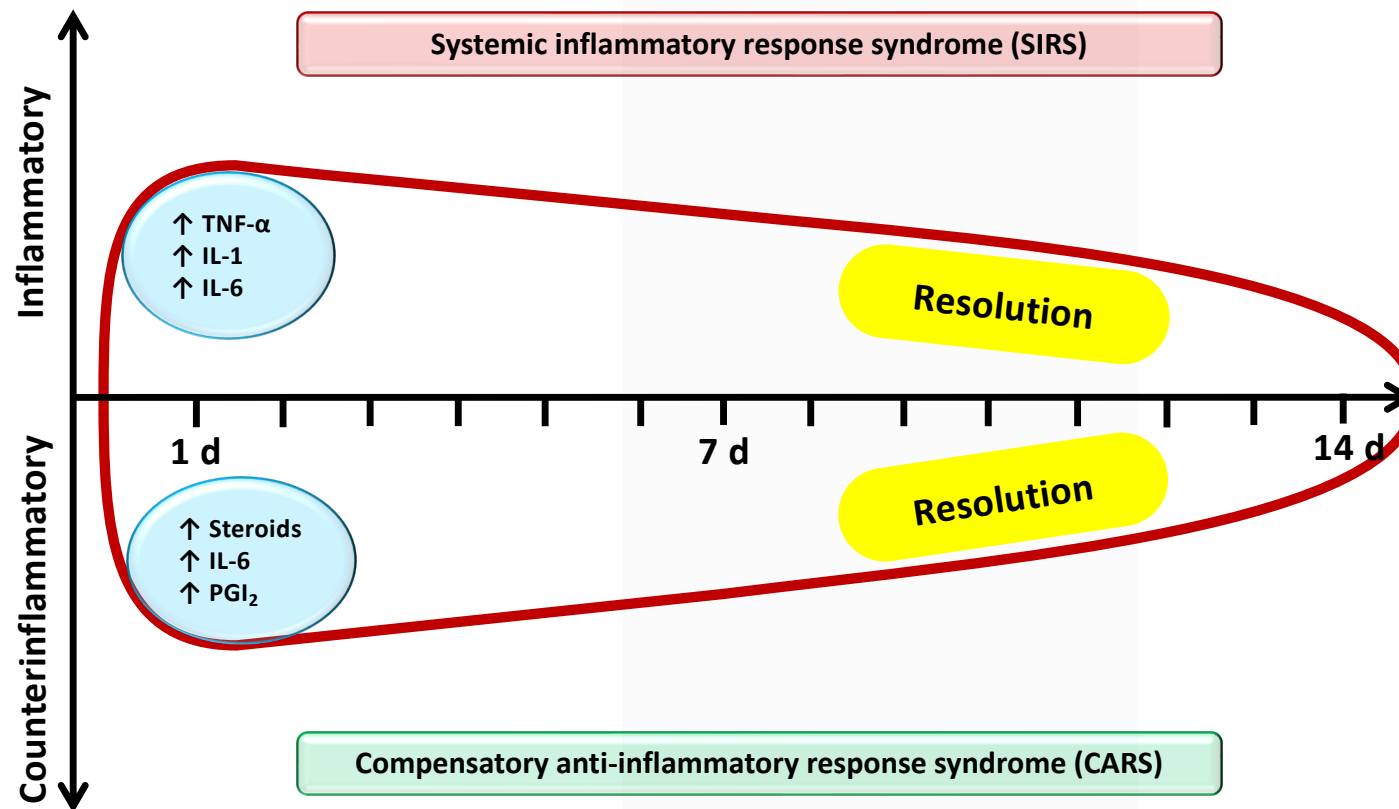 Systemic inflammatory response syndrome (SIRS)
Inflammatory
↑ TNF-α
↑ IL-1
↑ IL-6
Resolution
1 d
7 d
14 d
Counterinflammatory
↑ Steroids
↑ IL-6
↑ PGI₂
Resolution
Compensatory anti-inflammatory response syndrome (CARS)